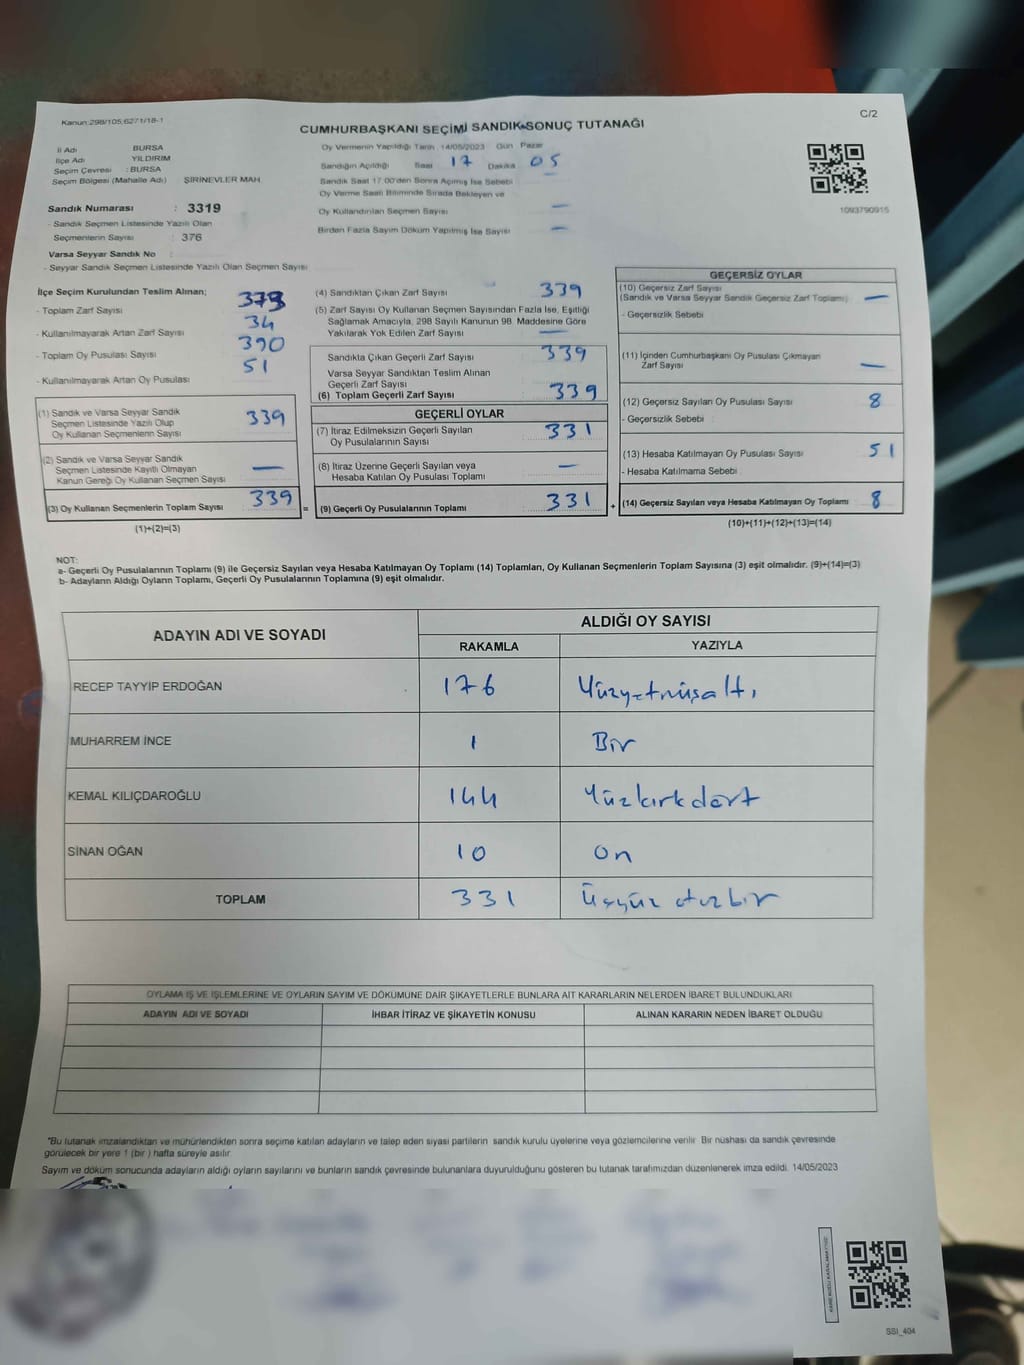 Kanun:298/105,6271/18-1
C/2
CUMHURBAŞKANI SEÇİMİ SANDIK SONUÇ TUTANAĞI
İl Adı BURSA
İlçe Adı YILDIRIM
Seçim Çevresi : BURSA
Seçim Bölgesi (Mahalle Adı) ŞİRİNEVLER MAH.
Sandık Numarası : 3319
- Sandık Seçmen Listesinde Yazılı Olan
Seçmenlerin Sayısı : 376
Varsa Seyyar Sandık No :
- Seyyar Sandık Seçmen Listesinde Yazılı Olan Seçmen Sayısı
Oy Vermenin Yapıldığı Tarih 14/05/2023 Gün Pazar
Sandığın Açıldığı Saat 17 Dakika 05
Sandık Saat 17.00'den Sonra Açmış İse Sebebi
Oy Verme Saati Bitiminde Sırada Bekleyen ve
Oy Kullandırılan Seçmen Sayısı —
Birden Fazla Sayım Döküm Yapılmış İse Sayısı —
1093790915
İlçe Seçim Kurulundan Teslim Alınan;
- Toplam Zarf Sayısı 373
- Kullanılmayarak Artan Zarf Sayısı 34
- Toplam Oy Pusulası Sayısı 390
- Kullanılmayarak Artan Oy Pusulası 51
(1) Sandık ve Varsa Seyyar Sandık
Seçmen Listesinde Yazılı Olup
Oy Kullanan Seçmenlerin Sayısı 339
(2) Sandık ve Varsa Seyyar Sandık
Seçmen Listesinde Kayıtlı Olmayan
Kanun Gereği Oy Kullanan Seçmen Sayısı —
(3) Oy Kullanan Seçmenlerin Toplam Sayısı 339
(1)+(2)=(3)
(4) Sandıktan Çıkan Zarf Sayısı 339
(5) Zarf Sayısı Oy Kullanan Seçmen Sayısından Fazla İse, Eşitliği
Sağlamak Amacıyla, 298 Sayılı Kanunun 98. Maddesine Göre
Yakılarak Yok Edilen Zarf Sayısı —
Sandıkta Çıkan Geçerli Zarf Sayısı 339
Varsa Seyyar Sandıktan Teslim Alınan
Geçerli Zarf Sayısı
(6) Toplam Geçerli Zarf Sayısı 339
GEÇERLİ OYLAR
(7) İtiraz Edilmeksizin Geçerli Sayılan
Oy Pusulalarının Sayısı 331
(8) İtiraz Üzerine Geçerli Sayılan veya
Hesaba Katılan Oy Pusulası Toplamı —
= (9) Geçerli Oy Pusulalarının Toplamı 331
GEÇERSİZ OYLAR
(10) Geçersiz Zarf Sayısı
(Sandık ve Varsa Seyyar Sandık Geçersiz Zarf Toplamı) —
- Geçersizlik Sebebi
(11) İçinden Cumhurbaşkanı Oy Pusulası Çıkmayan
Zarf Sayısı —
(12) Geçersiz Sayılan Oy Pusulası Sayısı 8
- Geçersizlik Sebebi
(13) Hesaba Katılmayan Oy Pusulası Sayısı 51
- Hesaba Katılmama Sebebi
+ (14) Geçersiz Sayılan veya Hesaba Katılmayan Oy Toplamı 8
(10)+(11)+(12)+(13)=(14)
NOT:
a- Geçerli Oy Pusulalarının Toplamı (9) ile Geçersiz Sayılan veya Hesaba Katılmayan Oy Toplamı (14) Toplamları, Oy Kullanan Seçmenlerin Toplam Sayısına (3) eşit olmalıdır. (9)+(14)=(3)
b- Adayların Aldığı Oyların Toplamı, Geçerli Oy Pusulalarının Toplamına (9) eşit olmalıdır.
ADAYIN ADI VE SOYADI ALDIĞI OY SAYISI
RAKAMLA YAZIYLA
RECEP TAYYİP ERDOĞAN 176 Yüzyetmişaltı
MUHARREM İNCE 1 Bir
KEMAL KILIÇDAROĞLU 144 Yüzkırkdört
SİNAN OĞAN 10 On
TOPLAM 331 Üçyüz otuzbir
OYLAMA İŞ VE İŞLEMLERİNE VE OYLARIN SAYIM VE DÖKÜMÜNE DAİR ŞİKAYETLERLE BUNLARA AİT KARARLARIN NELERDEN İBARET BULUNDUKLARI
ADAYIN ADI VE SOYADI İHBAR İTİRAZ VE ŞİKAYETİN KONUSU ALINAN KARARIN NEDEN İBARET OLDUĞU
"Bu tutanak imzalandıktan ve mühürlendikten sonra seçime katılan adayların ve talep eden siyasi partilerin sandık kurulu üyelerine veya gözlemcilerine verilir. Bir nüshası da sandık çevresinde
görülecek bir yere 1 (bir ) hafta süreyle asılır.
Sayım ve döküm sonucunda adayların aldığı oyların sayılarını ve bunların sandık çevresinde bulunanlara duyurulduğunu gösteren bu tutanak tarafımızdan düzenlenerek imza edildi. 14/05/2023
SSI_404